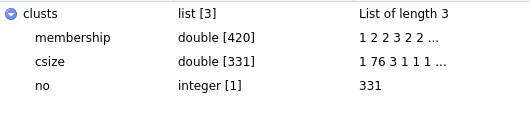 clusts list [3] List of length 3
membership double [420] 1 2 2 3 2 2 ...
csize double [331] 1 76 3 1 1 1 ...
no integer [1] 331